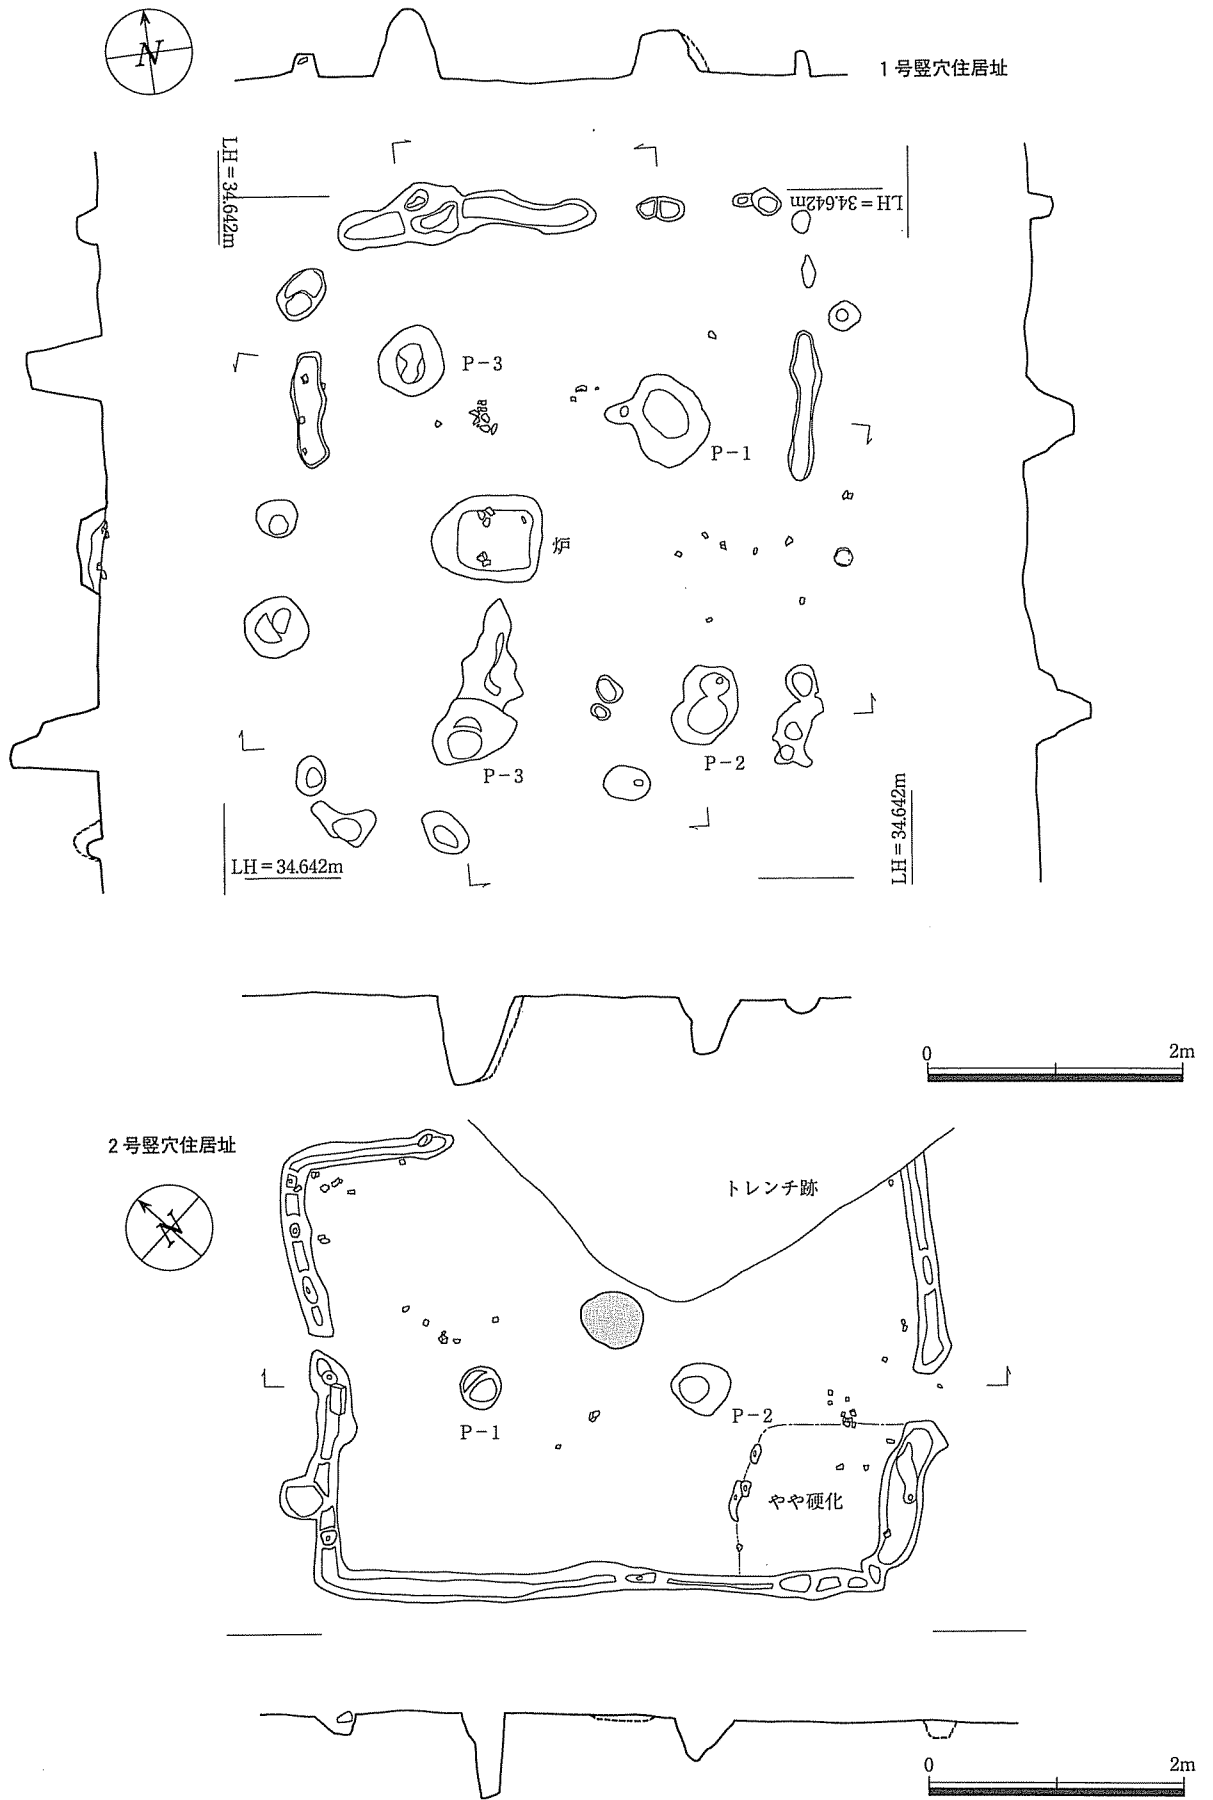 N
1号竪穴住居址
LH = 34.642m
LH = 34.642m
P-3
P-1
炉
P-3
P-2
LH = 34.642m
LH = 34.642m
0 2m
2号竪穴住居址
N
トレンチ跡
P-1
P-2
やや硬化
0 2m